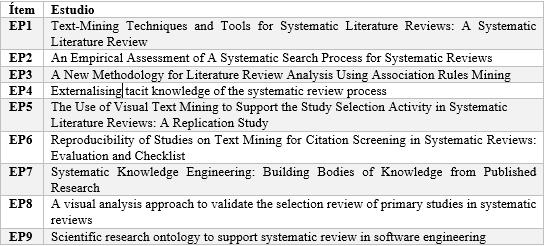 Ítem Estudio
EP1 Text-Mining Techniques and Tools for Systematic Literature Reviews: A Systematic
Literature Review
EP2 An Empirical Assessment of A Systematic Search Process for Systematic Reviews
EP3 A New Methodology for Literature Review Analysis Using Association Rules Mining
EP4 Externalising tacit knowledge of the systematic review process
EP5 The Use of Visual Text Mining to Support the Study Selection Activity in Systematic
Literature Reviews: A Replication Study
EP6 Reproducibility of Studies on Text Mining for Citation Screening in Systematic Reviews:
Evaluation and Checklist
EP7 Systematic Knowledge Engineering: Building Bodies of Knowledge from Published
Research
EP8 A visual analysis approach to validate the selection review of primary studies in systematic
reviews
EP9 Scientific research ontology to support systematic review in software engineering